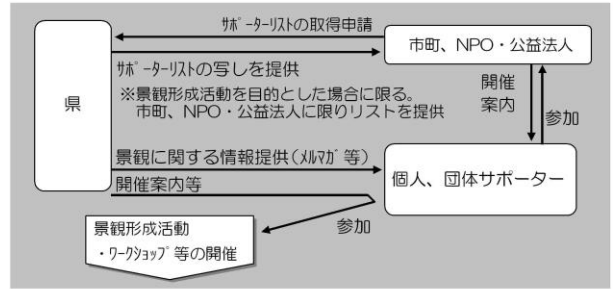 サポーターリストの取得申請
市町、NPO・公益法人
サポーターリストの写しを提供
※景観形成活動を目的とした場合に限る。
市町、NPO・公益法人に限りリストを提供
県
開催
案内
参加
景観に関する情報提供（メルマガ等）
開催案内等
個人、団体サポーター
参加
景観形成活動
・ワークショップ等の開催